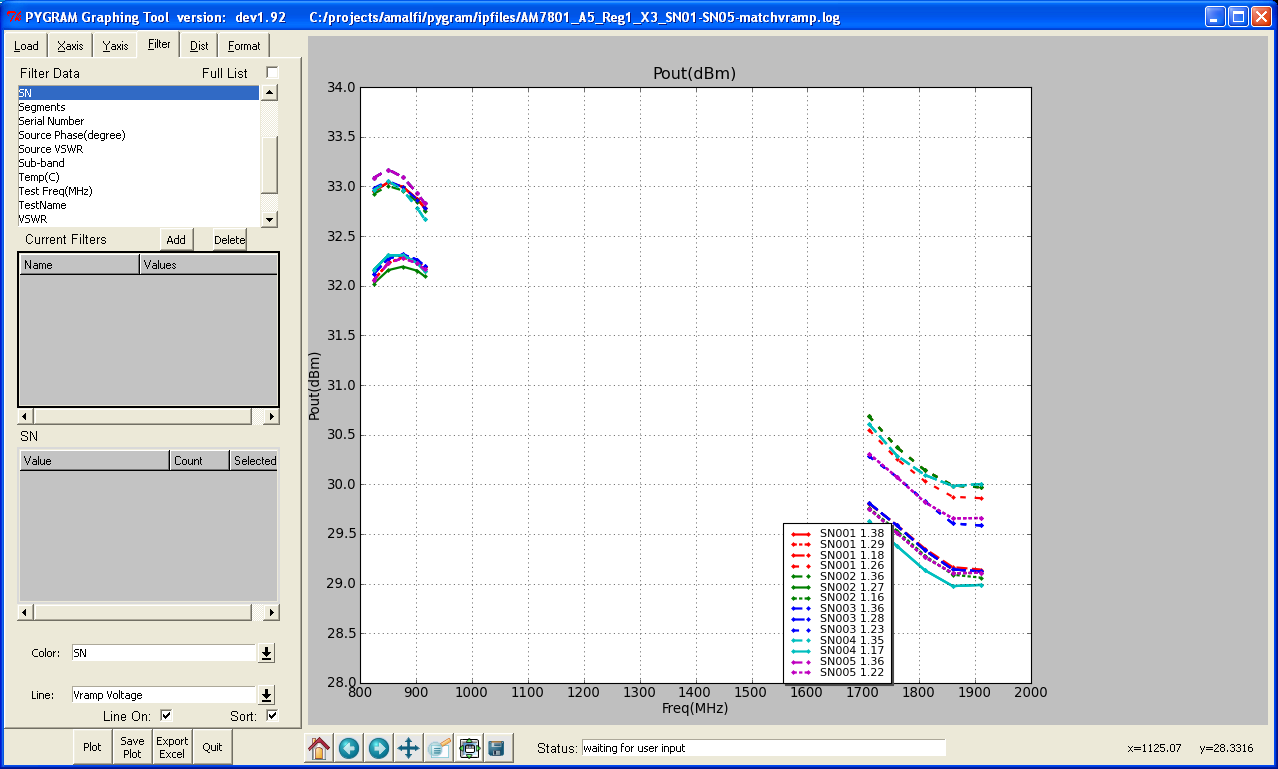 PYGRAM Graphing Tool version: dev1.92 C:/projects/amalfi/pygram/ipfiles/AM7801_A5_Reg1_X3_SN01-SN05-matchvramp.log
Load Xaxis Yaxis Filter Dist Format
Filter Data Full List
SN
Segments
Serial Number
Source Phase(degree)
Source VSWR
Sub-band
Temp(C)
Test Freq(MHz)
TestName
VSWR
Current Filters Add Delete
Name Values
SN
Value Count Selected
Color: SN
Line: Vramp Voltage
Line On: Sort:
Plot Save Plot Export Excel Quit
Pout(dBm)
34.0
33.5
33.0
32.5
32.0
31.5
31.0
30.5
30.0
29.5
29.0
28.5
28.0
Pout(dBm)
800 900 1000 1100 1200 1300 1400 1500 1600 1700 1800 1900 2000
Freq(MHz)
SN001 1.38
SN001 1.29
SN001 1.18
SN001 1.26
SN002 1.36
SN002 1.27
SN002 1.16
SN003 1.36
SN003 1.28
SN003 1.23
SN004 1.35
SN004 1.17
SN005 1.36
SN005 1.22
Status: waiting for user input
x=1125.07 y=28.3316